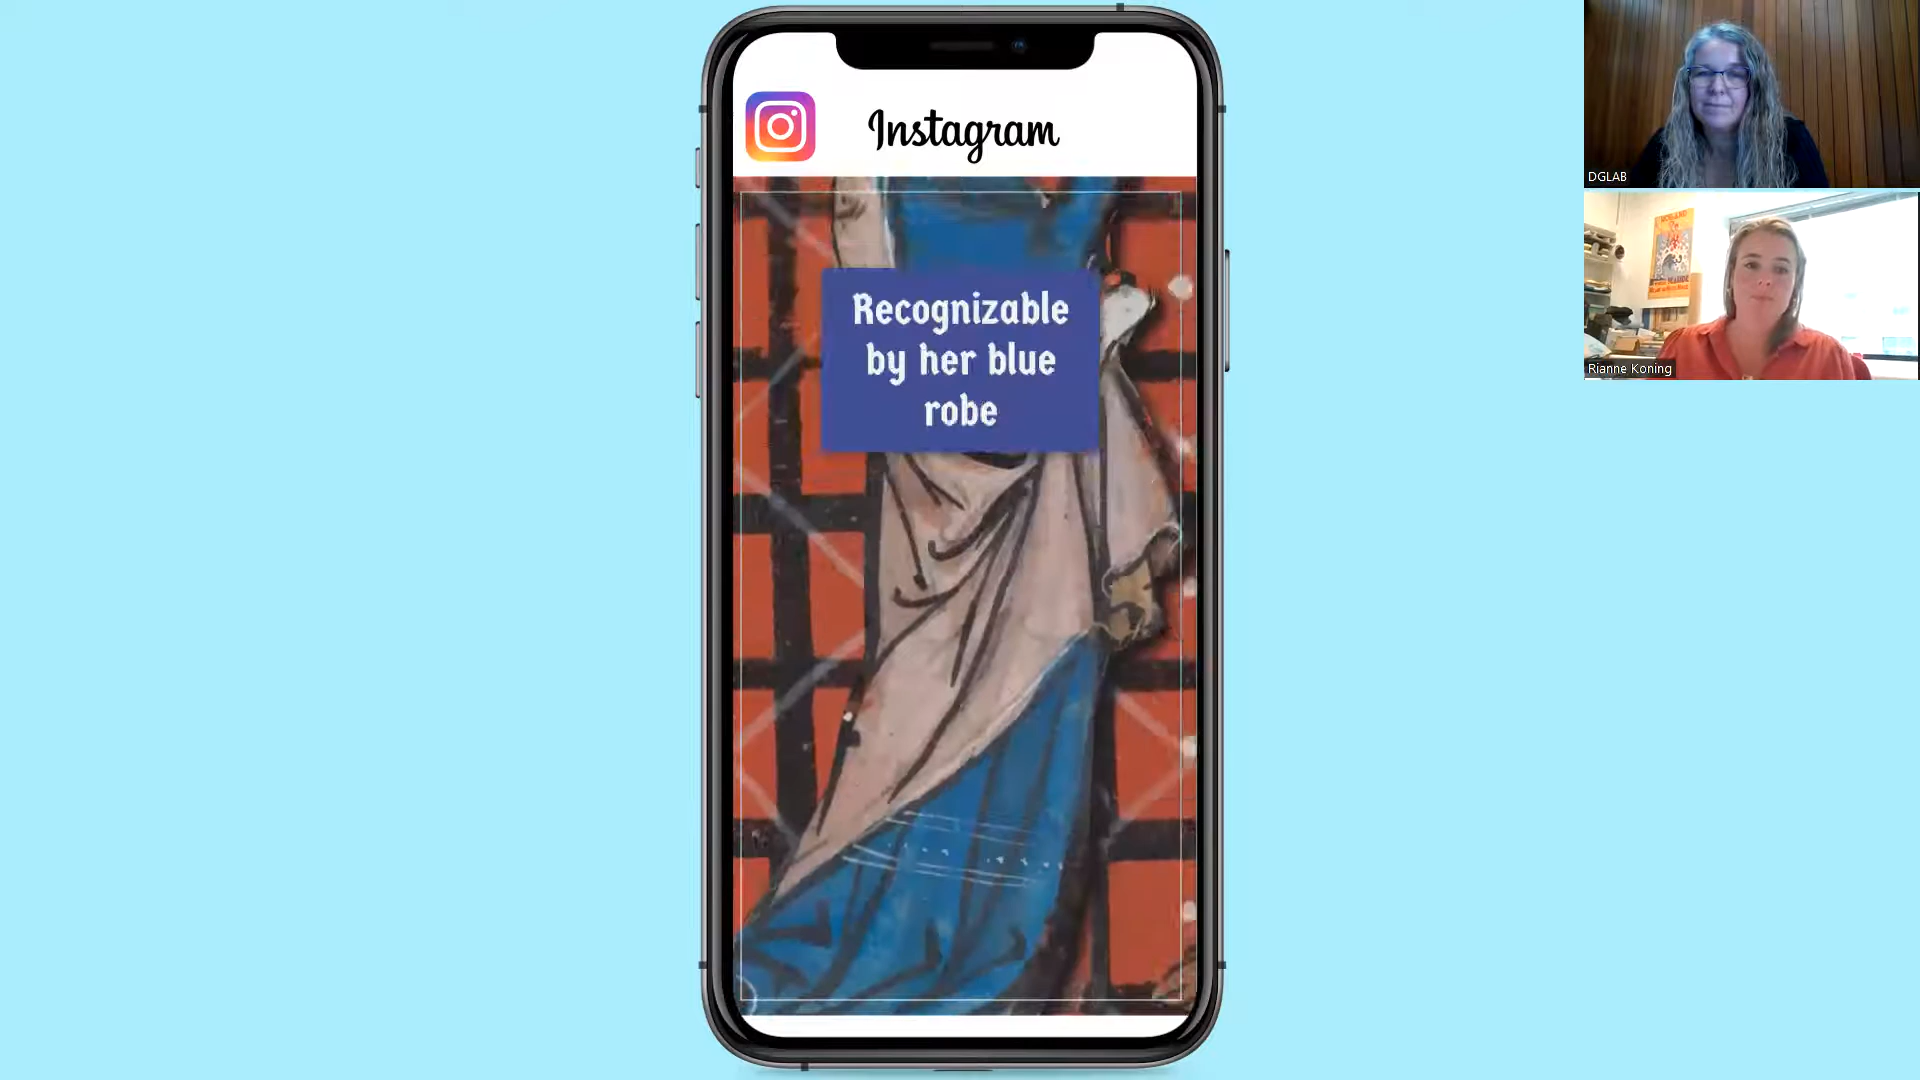 Instagram
Recognizable
by her blue
robe
DGLAB
Rianne Koning